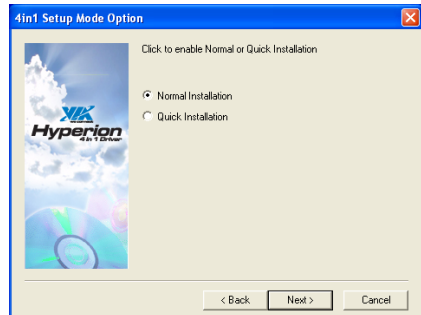 4in1 Setup Mode Option
Click to enable Normal or Quick Installation
Normal Installation
Quick Installation
VIA
Hyperion
4 in 1 Driver
< Back
Next >
Cancel